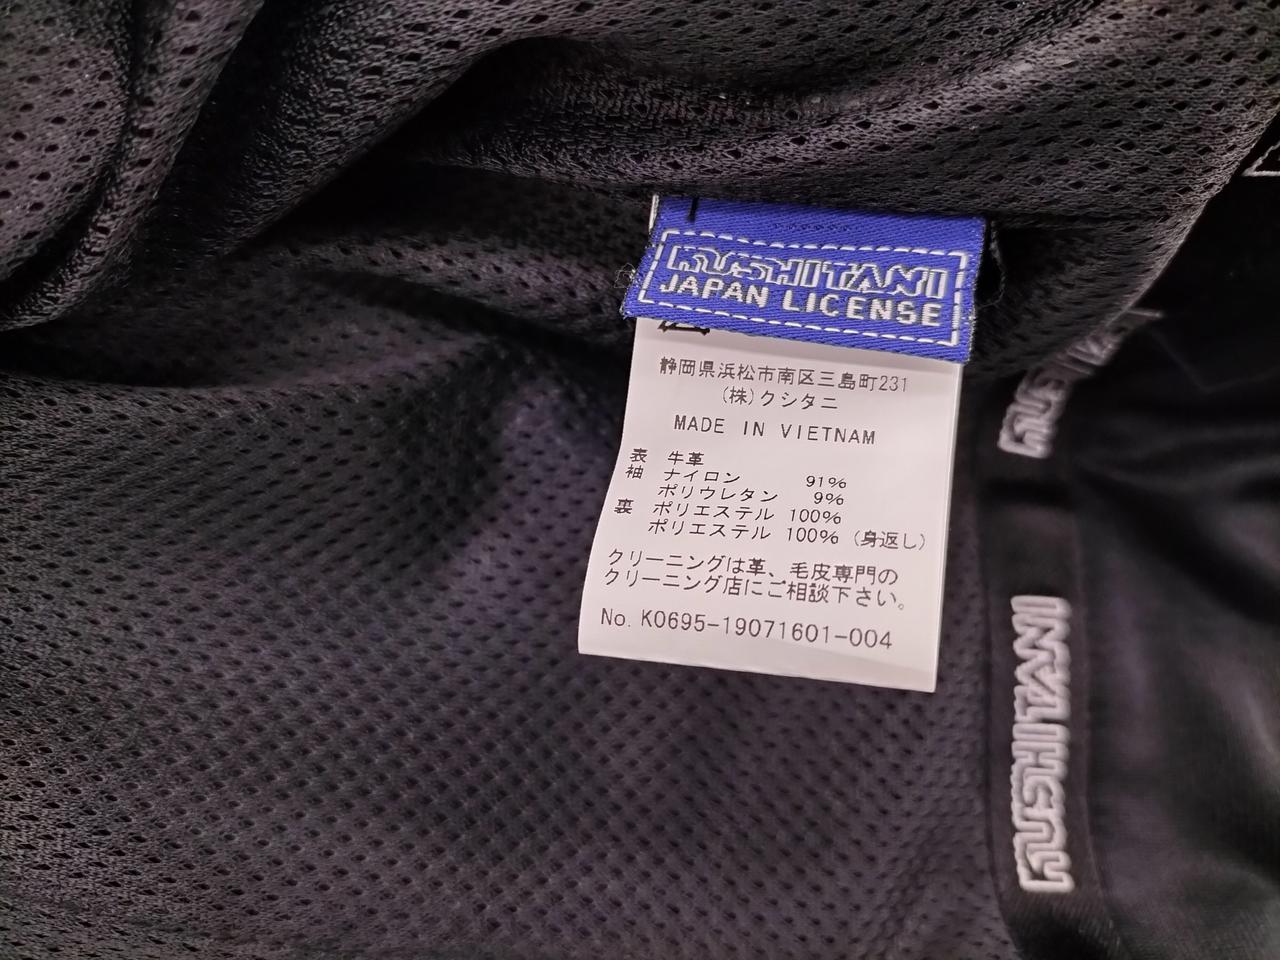 KUSHITANI
JAPAN LICENSE
静岡県浜松市南区三島町231
(株)クシタニ
MADE IN VIETNAM
表 牛革
袖 ナイロン 91%
ポリウレタン 9%
裏 ポリエステル 100%
ポリエステル 100% (身返し)
クリーニングは革、毛皮専門の
クリーニング店にご相談下さい。
No. K0695-19071601-004
KUSHITANI
KUSHITANI